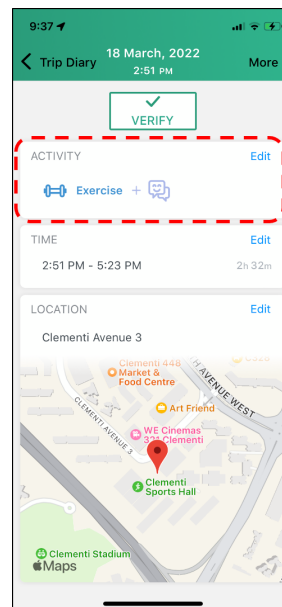 9:37
18 March, 2022
Trip Diary
More
2:51 PM
VERIFY
ACTIVITY
Edit
Exercise +
TIME
Edit
2:51 PM - 5:23 PM
2h 32m
LOCATION
Edit
Clementi Avenue 3
Clementi 448
Market &
Food Centre
AVENUE WEST
Art Friend
CLEMENTI AVENUE 3
WE Cinemas
321 Clementi
Clementi
Sports Hall
Clementi Stadium
Maps